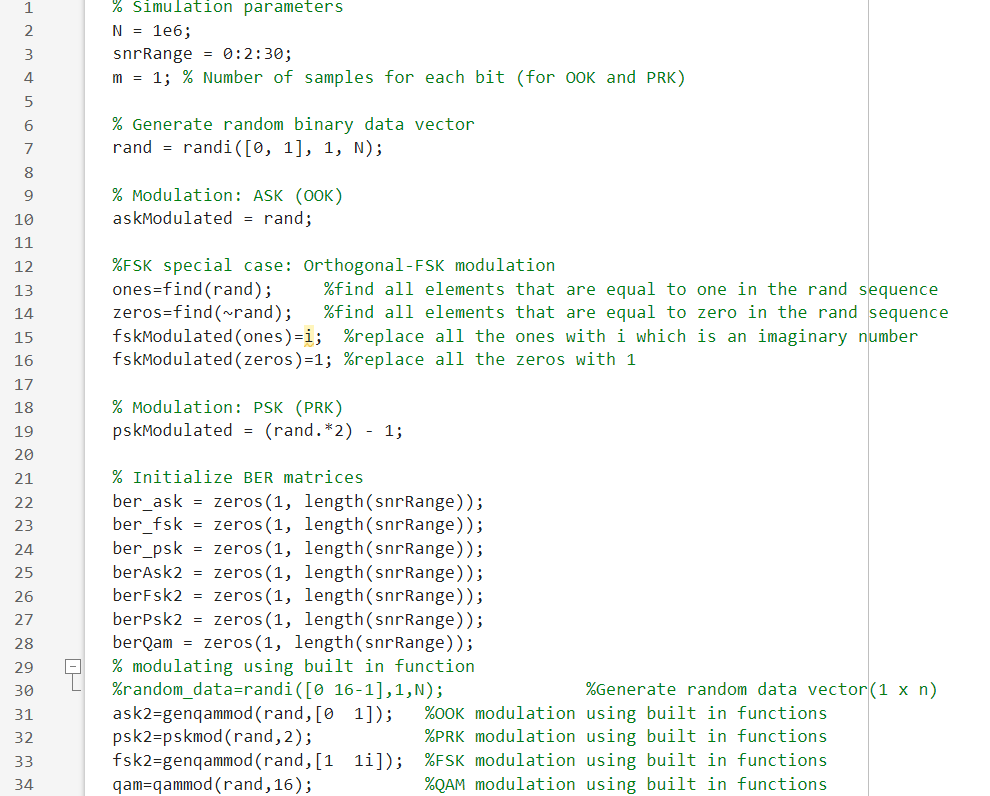 1 % Simulation parameters
2 N = 1e6;
3 snrRange = 0:2:30;
4 m = 1; % Number of samples for each bit (for OOK and PRK)
5
6 % Generate random binary data vector
7 rand = randi([0, 1], 1, N);
8
9 % Modulation: ASK (OOK)
10 askModulated = rand;
11
12 %FSK special case: Orthogonal-FSK modulation
13 ones=find(rand);     %find all elements that are equal to one in the rand sequence
14 zeros=find(~rand);   %find all elements that are equal to zero in the rand sequence
15 fskModulated(ones)=i;  %replace all the ones with i which is an imaginary number
16 fskModulated(zeros)=1; %replace all the zeros with 1
17
18 % Modulation: PSK (PRK)
19 pskModulated = (rand.*2) - 1;
20
21 % Initialize BER matrices
22 ber_ask = zeros(1, length(snrRange));
23 ber_fsk = zeros(1, length(snrRange));
24 ber_psk = zeros(1, length(snrRange));
25 berAsk2 = zeros(1, length(snrRange));
26 berFsk2 = zeros(1, length(snrRange));
27 berPsk2 = zeros(1, length(snrRange));
28 berQam = zeros(1, length(snrRange));
29 % modulating using built in function
30 %random_data=randi([0 16-1],1,N);              %Generate random data vector(1 x n)
31 ask2=genqammod(rand,[0  1]);   %OOK modulation using built in functions
32 psk2=pskmod(rand,2);           %PRK modulation using built in functions
33 fsk2=genqammod(rand,[1  1i]);  %FSK modulation using built in functions
34 qam=qammod(rand,16);           %QAM modulation using built in functions